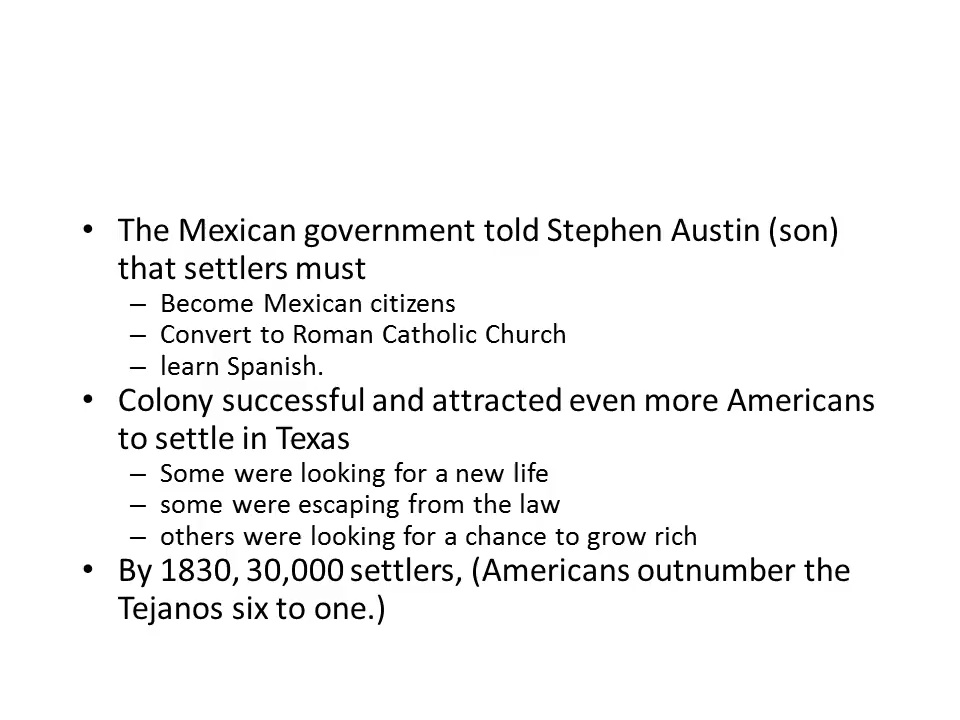 • The Mexican government told Stephen Austin (son)
that settlers must
– Become Mexican citizens
– Convert to Roman Catholic Church
– learn Spanish.
• Colony successful and attracted even more Americans
to settle in Texas
– Some were looking for a new life
– some were escaping from the law
– others were looking for a chance to grow rich
• By 1830, 30,000 settlers, (Americans outnumber the
Tejanos six to one.)